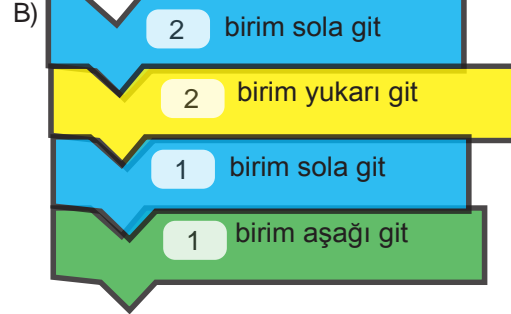 B) 2 birim sola git
2 birim yukarı git
1 birim sola git
1 birim aşağı git